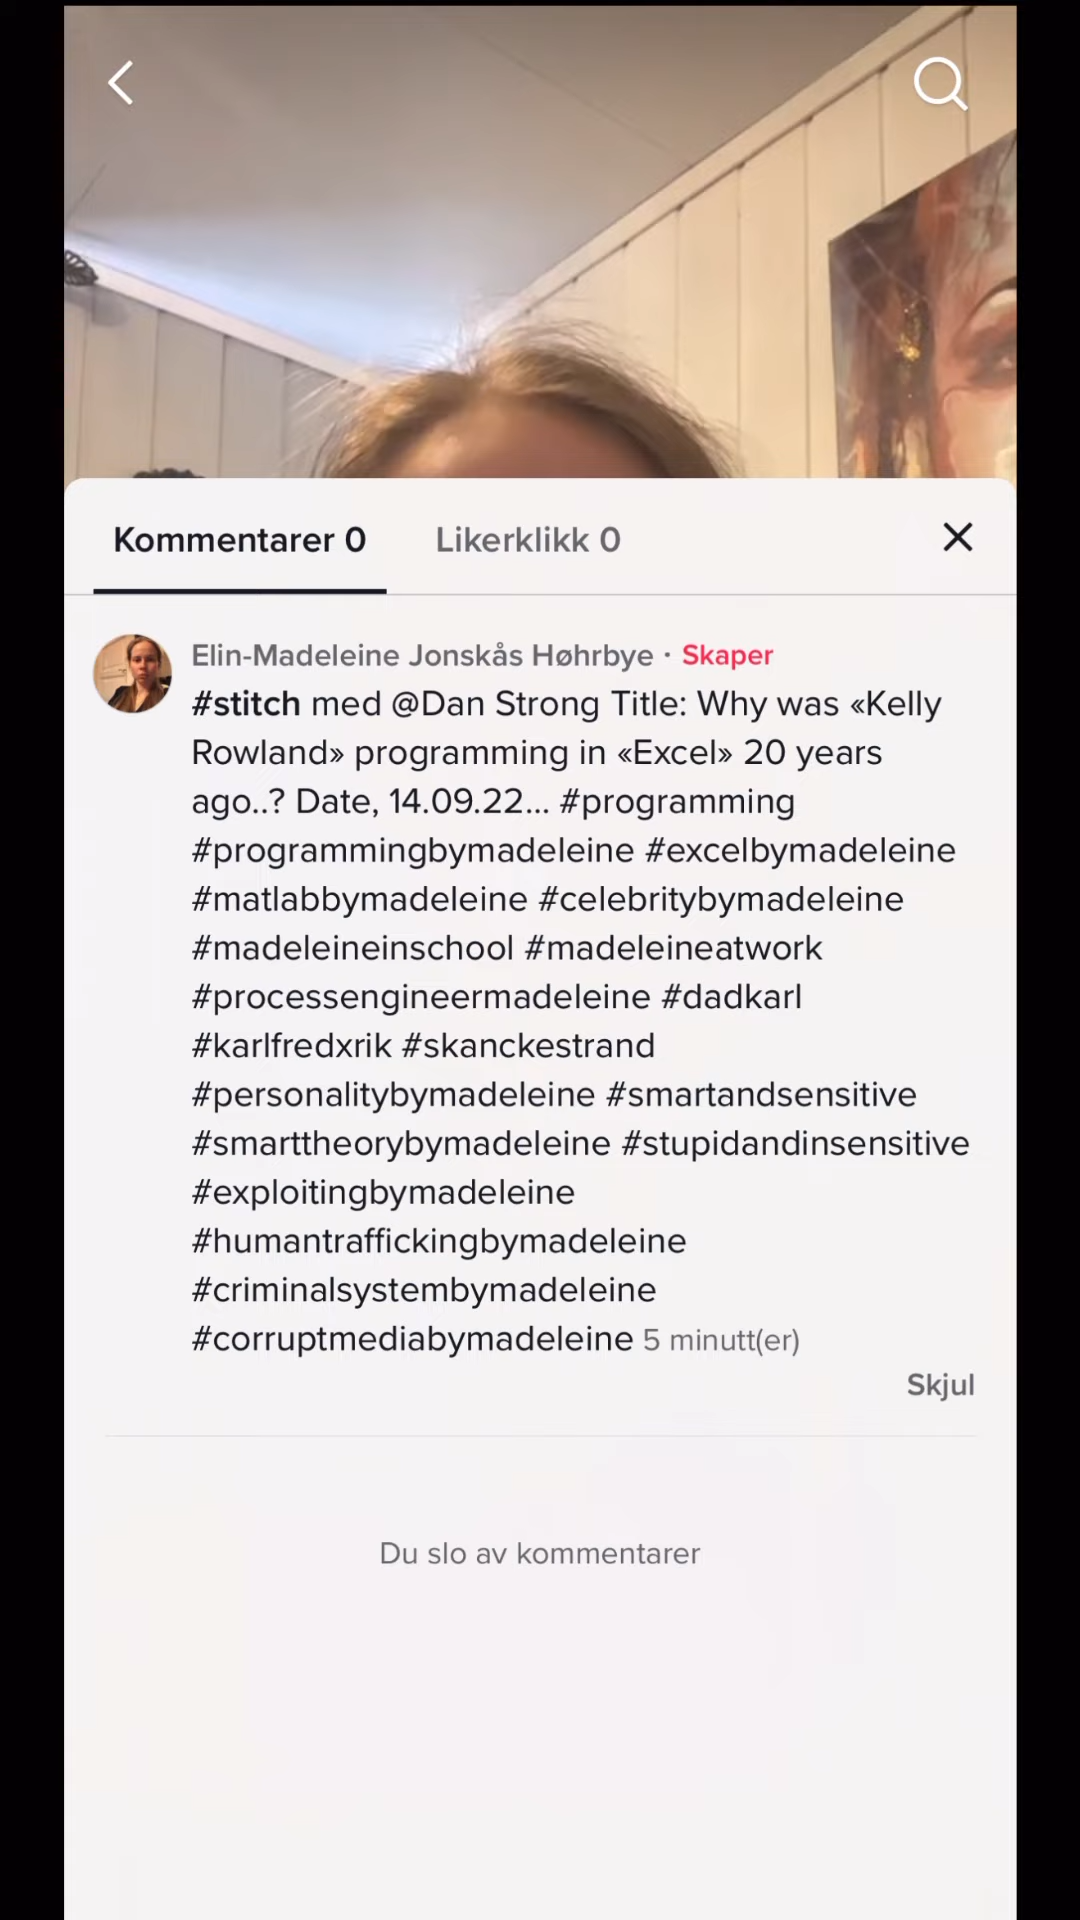 Kommentarer 0 Likerklikk 0
Elin-Madeleine Jonskås Høhrbye · Skaper
#stitch med @Dan Strong Title: Why was «Kelly
Rowland» programming in «Excel» 20 years
ago..? Date, 14.09.22... #programming
#programmingbymadeleine #excelbymadeleine
#matlabbymadeleine #celebritybymadeleine
#madeleineinschool #madeleineatwork
#processengineermadeleine #dadkarl
#karlfredxrik #skanckestrand
#personalitybymadeleine #smartandsensitive
#smarttheorybymadeleine #stupidandinsensitive
#exploitingbymadeleine
#humantraffickingbymadeleine
#criminalsystembymadeleine
#corruptmediabymadeleine 5 minutt(er)
Skjul
Du slo av kommentarer